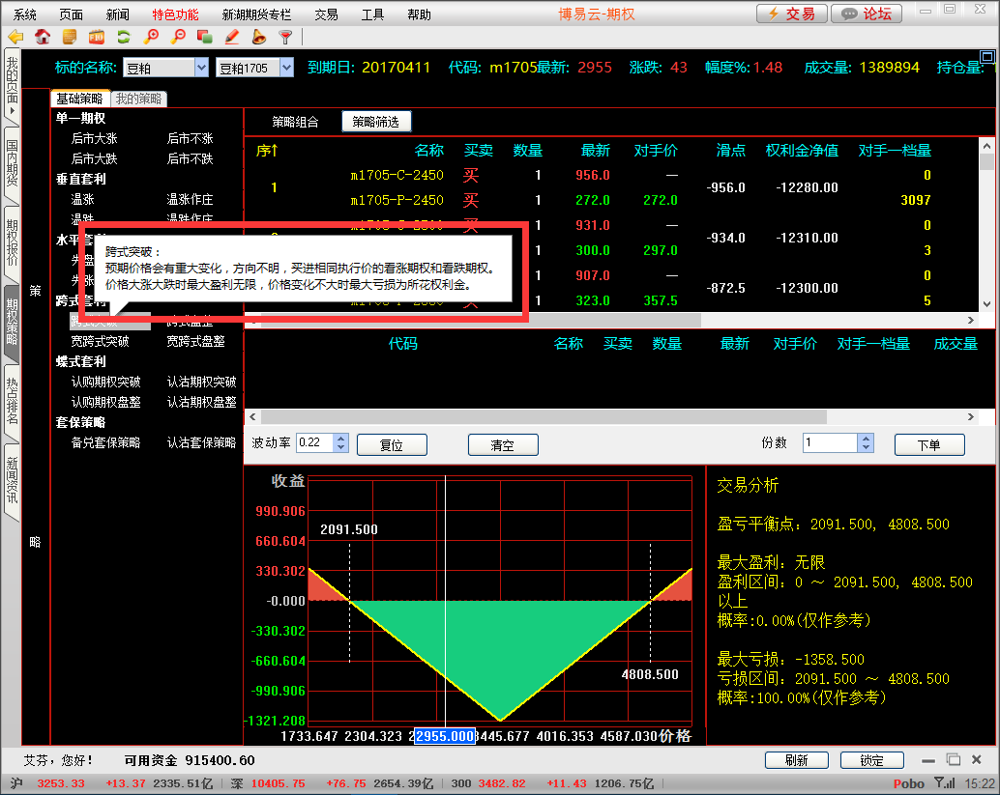 系统 页面 新闻 特色功能 新湖期货专栏 交易 工具 帮助 博易云-期权 交易 论坛
标的名称: 豆粕 豆粕1705 到期日: 20170411 代码: m1705 最新: 2955 涨跌: 43 幅度%: 1.48 成交量: 1389894 持仓量:
我的页面
国内期货
期权报价
期权策略
热点排名
新闻资讯
策
略
基础策略 我的策略
单一期权
后市大涨 后市不涨
后市大跌 后市不跌
垂直套利
温涨 温涨作庄
温跌 温跌作庄
水平套
先盘
先涨
跨式套利
跨式突破 跨式盘整
宽跨式突破 宽跨式盘整
蝶式套利
认购期权突破 认沽期权突破
认购期权盘整 认沽期权盘整
套保策略
备兑套保策略 认沽套保策略
跨式突破：
预期价格会有重大变化，方向不明，买进相同执行价的看涨期权和看跌期权。
价格大涨大跌时最大盈利无限，价格变化不大时最大亏损为所花权利金。
策略组合 策略筛选
序↑ 名称 买卖 数量 最新 对手价 滑点 权利金净值 对手一档量
1 m1705-C-2450 买 1 956.0 — -956.0 -12280.00 0
m1705-P-2450 买 1 272.0 272.0 3097
1 931.0 — -934.0 -12310.00 0
1 300.0 297.0 3
1 907.0 — -872.5 -12300.00 0
1 323.0 357.5 5
代码 名称 买卖 数量 最新 对手价 对手一档量 成交量
波动率 0.22 复位 清空 份数 1 下单
收益
990.906
660.604
330.302
-0.000
-330.302
-660.604
-990.906
-1321.208
2091.500
4808.500
1733.647 2304.323 2955.000 3445.677 4016.353 4587.030 价格
交易分析
盈亏平衡点: 2091.500, 4808.500
最大盈利: 无限
盈利区间: 0 ～ 2091.500, 4808.500
以上
概率:0.00%(仅作参考)
最大亏损: -1358.500
亏损区间: 2091.500 ～ 4808.500
概率:100.00%(仅作参考)
艾芬，您好！ 可用资金 915400.60 刷新 锁定
沪 3253.33 +13.37 2335.51亿 深 10405.75 +76.75 2654.39亿 300 3482.82 +11.43 1206.75亿 Pobo 15:22